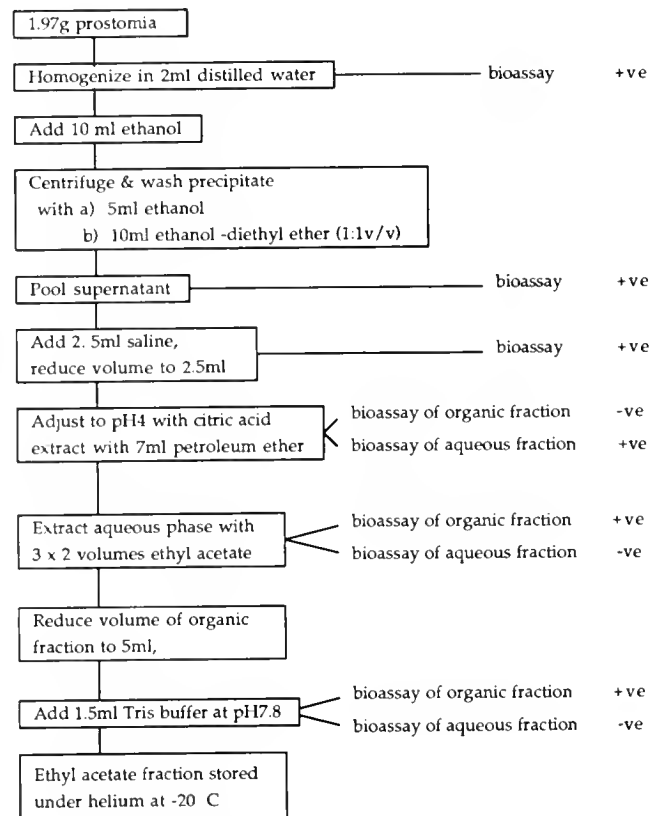 1.97g prostomia
Homogenize in 2ml distilled water bioassay +ve
Add 10 ml ethanol
Centrifuge & wash precipitate
with a) 5ml ethanol
b) 10ml ethanol -diethyl ether (1:1v/v)
Pool supernatant bioassay +ve
Add 2. 5ml saline,
reduce volume to 2.5ml bioassay +ve
Adjust to pH4 with citric acid bioassay of organic fraction -ve
extract with 7ml petroleum ether bioassay of aqueous fraction +ve
Extract aqueous phase with bioassay of organic fraction +ve
3 x 2 volumes ethyl acetate bioassay of aqueous fraction -ve
Reduce volume of organic
fraction to 5ml,
bioassay of organic fraction +ve
Add 1.5ml Tris buffer at pH7.8
bioassay of aqueous fraction -ve
Ethyl acetate fraction stored
under helium at -20 C